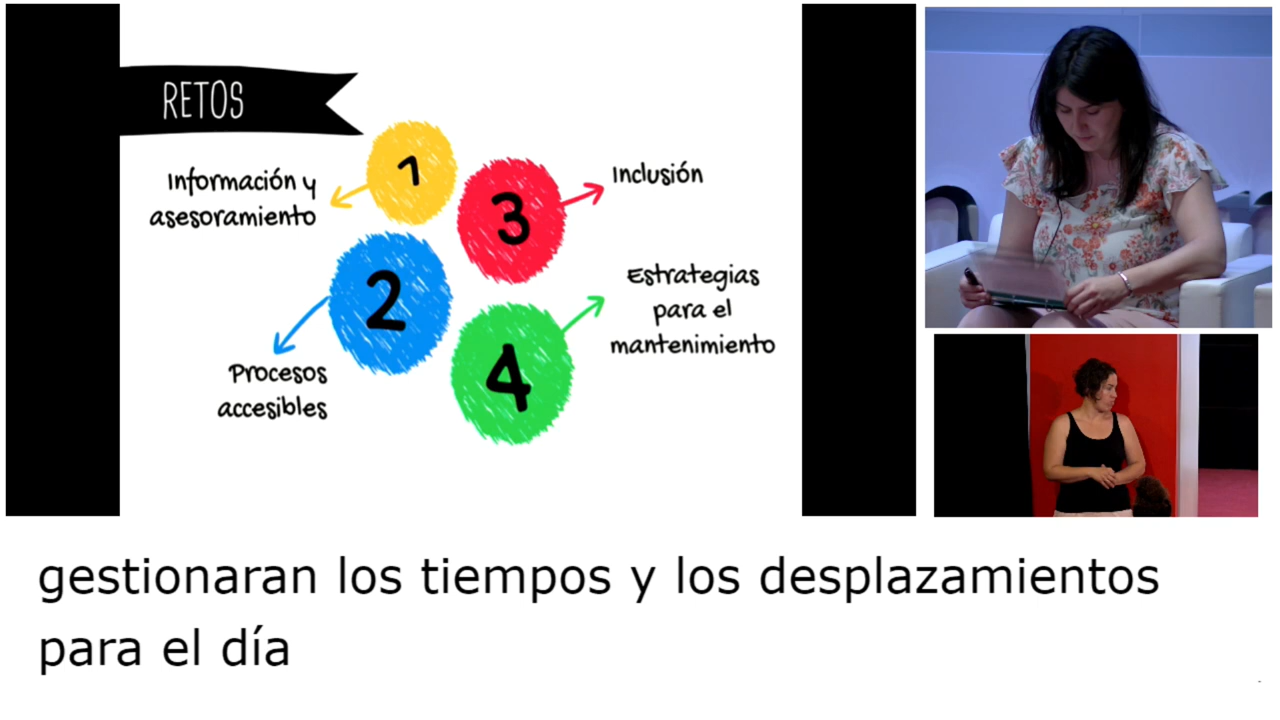 RETOS
1
Información y
asesoramiento
2
Procesos
accesibles
3
Inclusión
4
Estrategias
para el
mantenimiento
gestionaran los tiempos y los desplazamientos
para el día